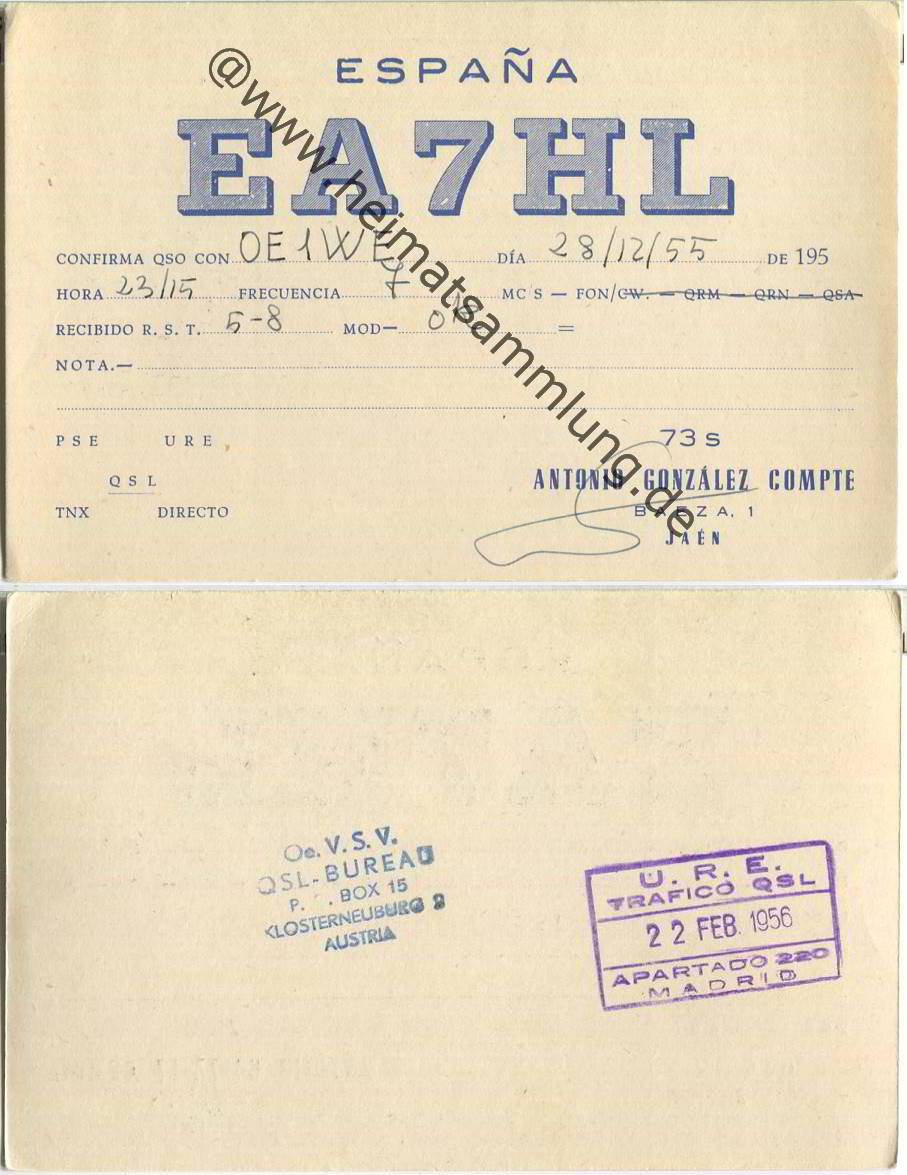 ESPAÑA
EA7HL
CONFIRMA QSO CON OE1WE DÍA 28/12/55 DE 195
HORA 23/15 FRECUENCIA 7 MC'S — FON/CW. — QRM — QRN — QSA
RECIBIDO R. S. T. 5-8 MOD— =
NOTA.—
PSE URE
QSL
TNX DIRECTO
73 S
ANTONIO GONZÁLEZ COMPTE
BAEZA, 1
JAÉN
@www.heimatsammlung.de
Oe. V. S. V.
QSL-BUREAU
P. . BOX 15
KLOSTERNEUBURG 2
AUSTRIA
U. R. E.
TRAFICO QSL
22 FEB. 1956
APARTADO 220
MADRID